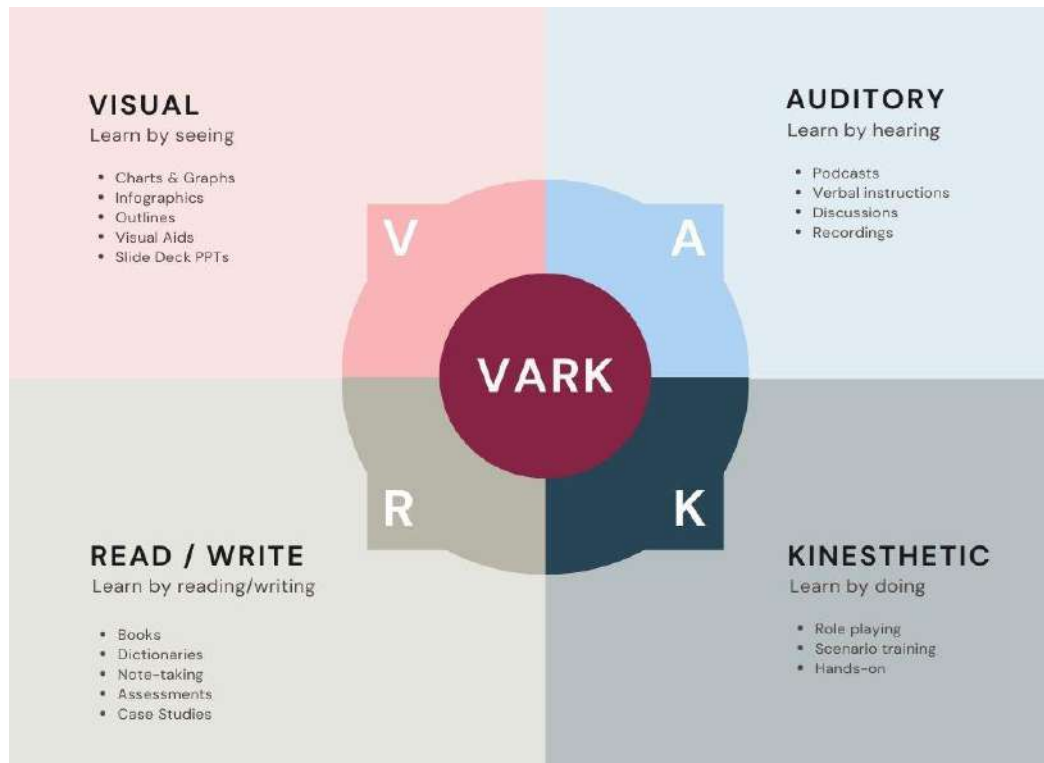 VISUAL
Learn by seeing
• Charts & Graphs
• Infographics
• Outlines
• Visual Aids
• Slide Deck PPTs
AUDITORY
Learn by hearing
• Podcasts
• Verbal instructions
• Discussions
• Recordings
V
A
VARK
R
K
READ / WRITE
Learn by reading/writing
• Books
• Dictionaries
• Note-taking
• Assessments
• Case Studies
KINESTHETIC
Learn by doing
• Role playing
• Scenario training
• Hands-on